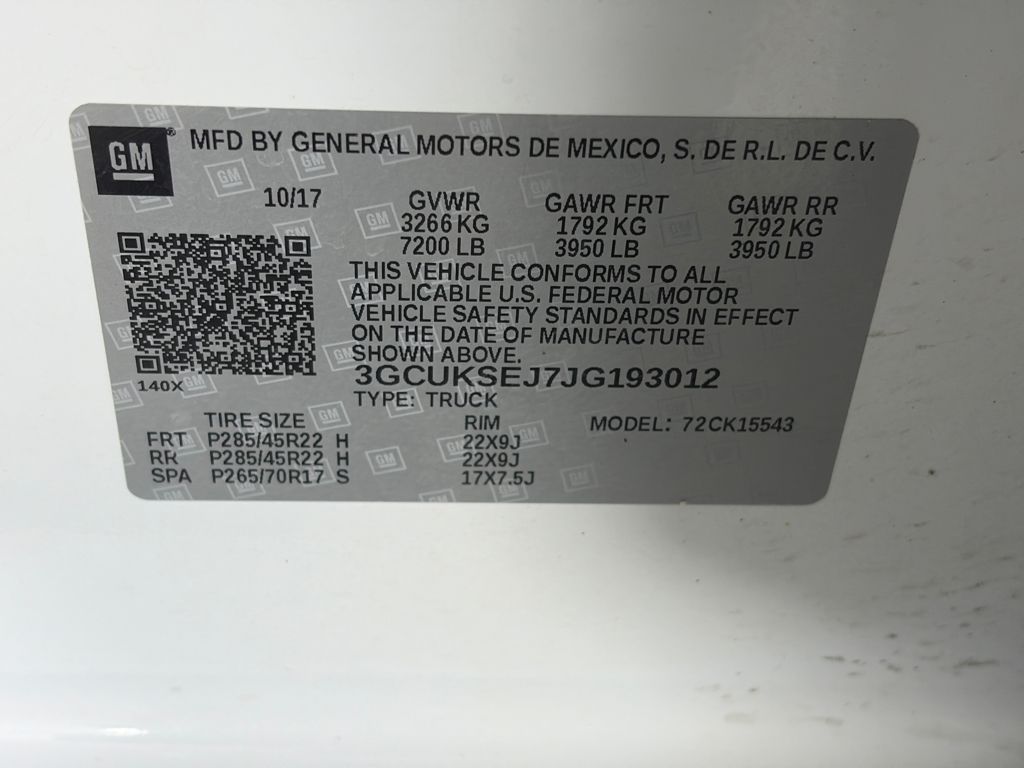 GM® MFD BY GENERAL MOTORS DE MEXICO, S. DE R.L. DE C.V.
10/17 GVWR GAWR FRT GAWR RR
3266 KG 1792 KG 1792 KG
7200 LB 3950 LB 3950 LB
THIS VEHICLE CONFORMS TO ALL
APPLICABLE U.S. FEDERAL MOTOR
VEHICLE SAFETY STANDARDS IN EFFECT
ON THE DATE OF MANUFACTURE
SHOWN ABOVE.
140X 3GCUKSEJ7JG193012
TYPE: TRUCK
TIRE SIZE RIM MODEL: 72CK15543
FRT P285/45R22 H 22X9J
RR P285/45R22 H 22X9J
SPA P265/70R17 S 17X7.5J